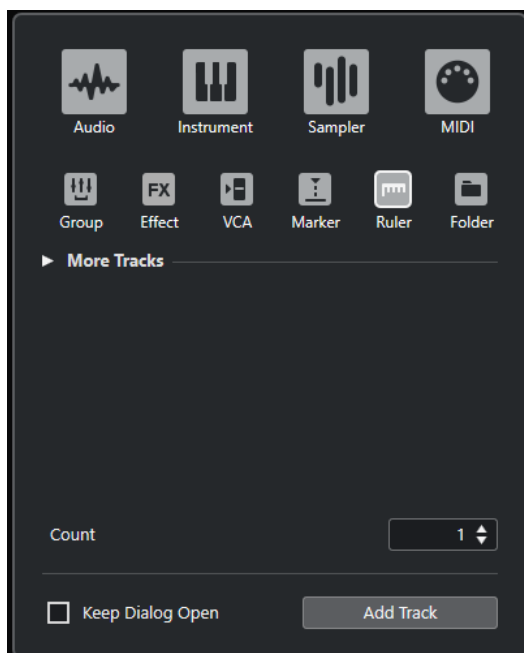 Audio Instrument Sampler MIDI
FX
Group Effect VCA Marker Ruler Folder
More Tracks
Count 1
Keep Dialog Open Add Track